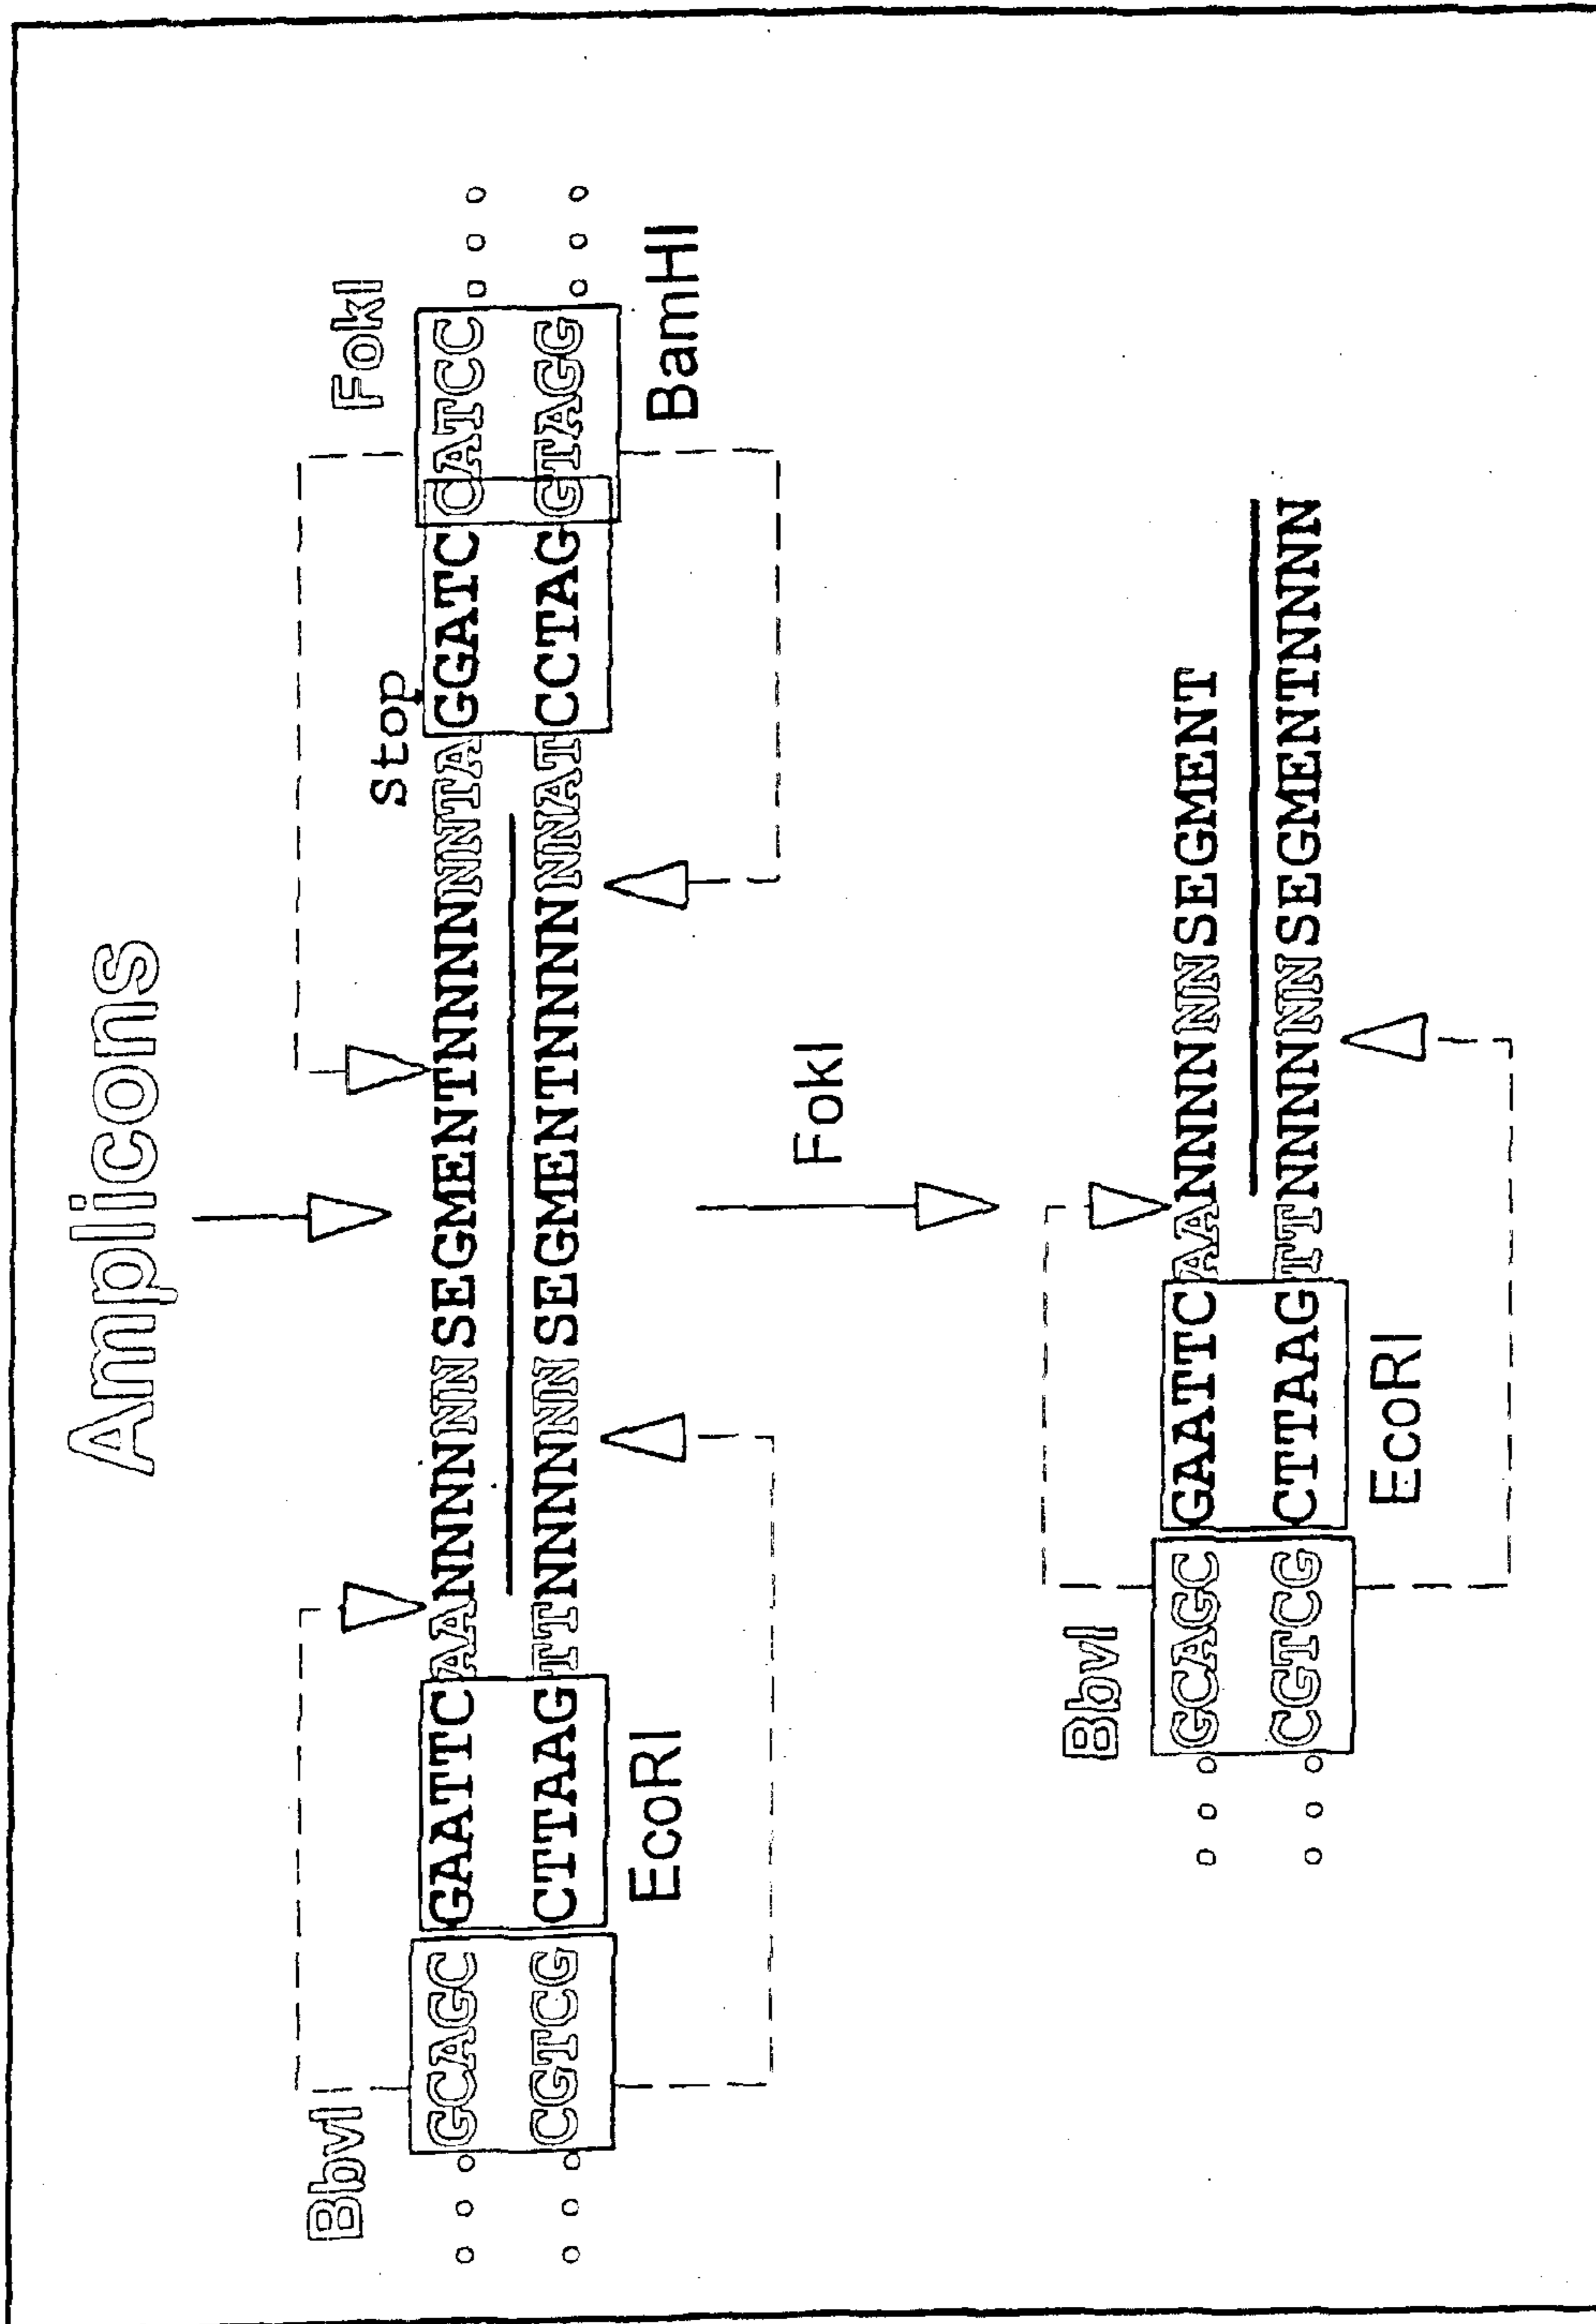 Amplicons
BbvI Stop FokI
o o o GCAGC GAATTC AANNNNNNSEGMENTNNNNNNTA GGATC CATCC o o o
o o o CGTCG CTTAAG TTNNNNNNSEGMENTNNNNNNAT CCTAG GTAGG o o o
EcoRI BamHI
FokI
BbvI
o o o GCAGC GAATTC AANNNNNNSEGMENT
o o o CGTCG CTTAAG TTNNNNNNSEGMENTNNNN
EcoRI